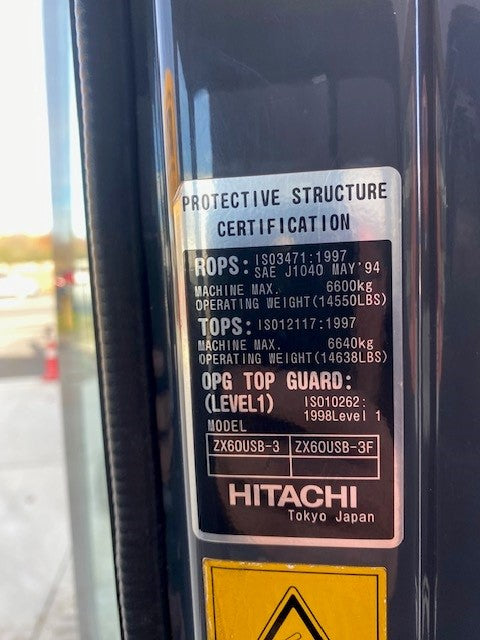 PROTECTIVE STRUCTURE
CERTIFICATION
ROPS: ISO3471:1997
SAE J1040 MAY'94
MACHINE MAX. 6600kg
OPERATING WEIGHT(14550LBS)
TOPS: ISO12117:1997
MACHINE MAX. 6640kg
OPERATING WEIGHT(14638LBS)
OPG TOP GUARD:
(LEVEL1) ISO10262:
1998Level 1
MODEL
ZX60USB-3 ZX60USB-3F
HITACHI
Tokyo Japan